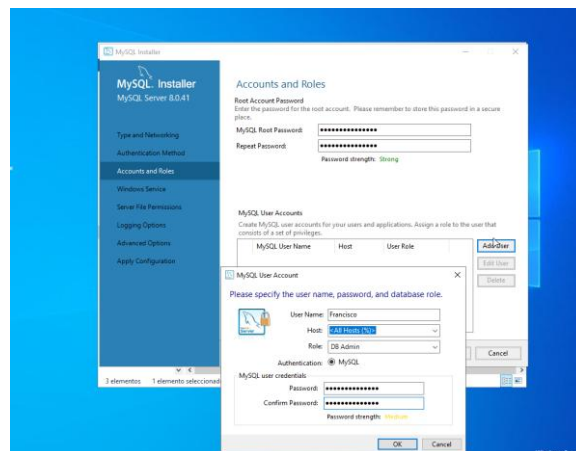 MySQL Installer
MySQL. Installer
MySQL Server 8.0.41
Type and Networking
Authentication Method
Accounts and Roles
Windows Service
Server File Permissions
Logging Options
Advanced Options
Apply Configuration
Accounts and Roles
Root Account Password
Enter the password for the root account. Please remember to store this password in a secure
place.
MySQL Root Password: ●●●●●●●●●●●●●●●
Repeat Password: ●●●●●●●●●●●●●●●
Password strength: Strong
MySQL User Accounts
Create MySQL user accounts for your users and applications. Assign a role to the user that
consists of a set of privileges.
MySQL User Name Host User Role
Add User
Edit User
Delete
Cancel
3 elementos 1 elemento seleccionad
MySQL User Account
Please specify the user name, password, and database role.
Server
User Name: Francisco
Host: <All Hosts (%)>
Role: DB Admin
Authentication: MySQL
MySQL user credentials
Password: ●●●●●●●●●●●●●●
Confirm Password: ●●●●●●●●●●●●●●
Password strength: Medium
OK Cancel